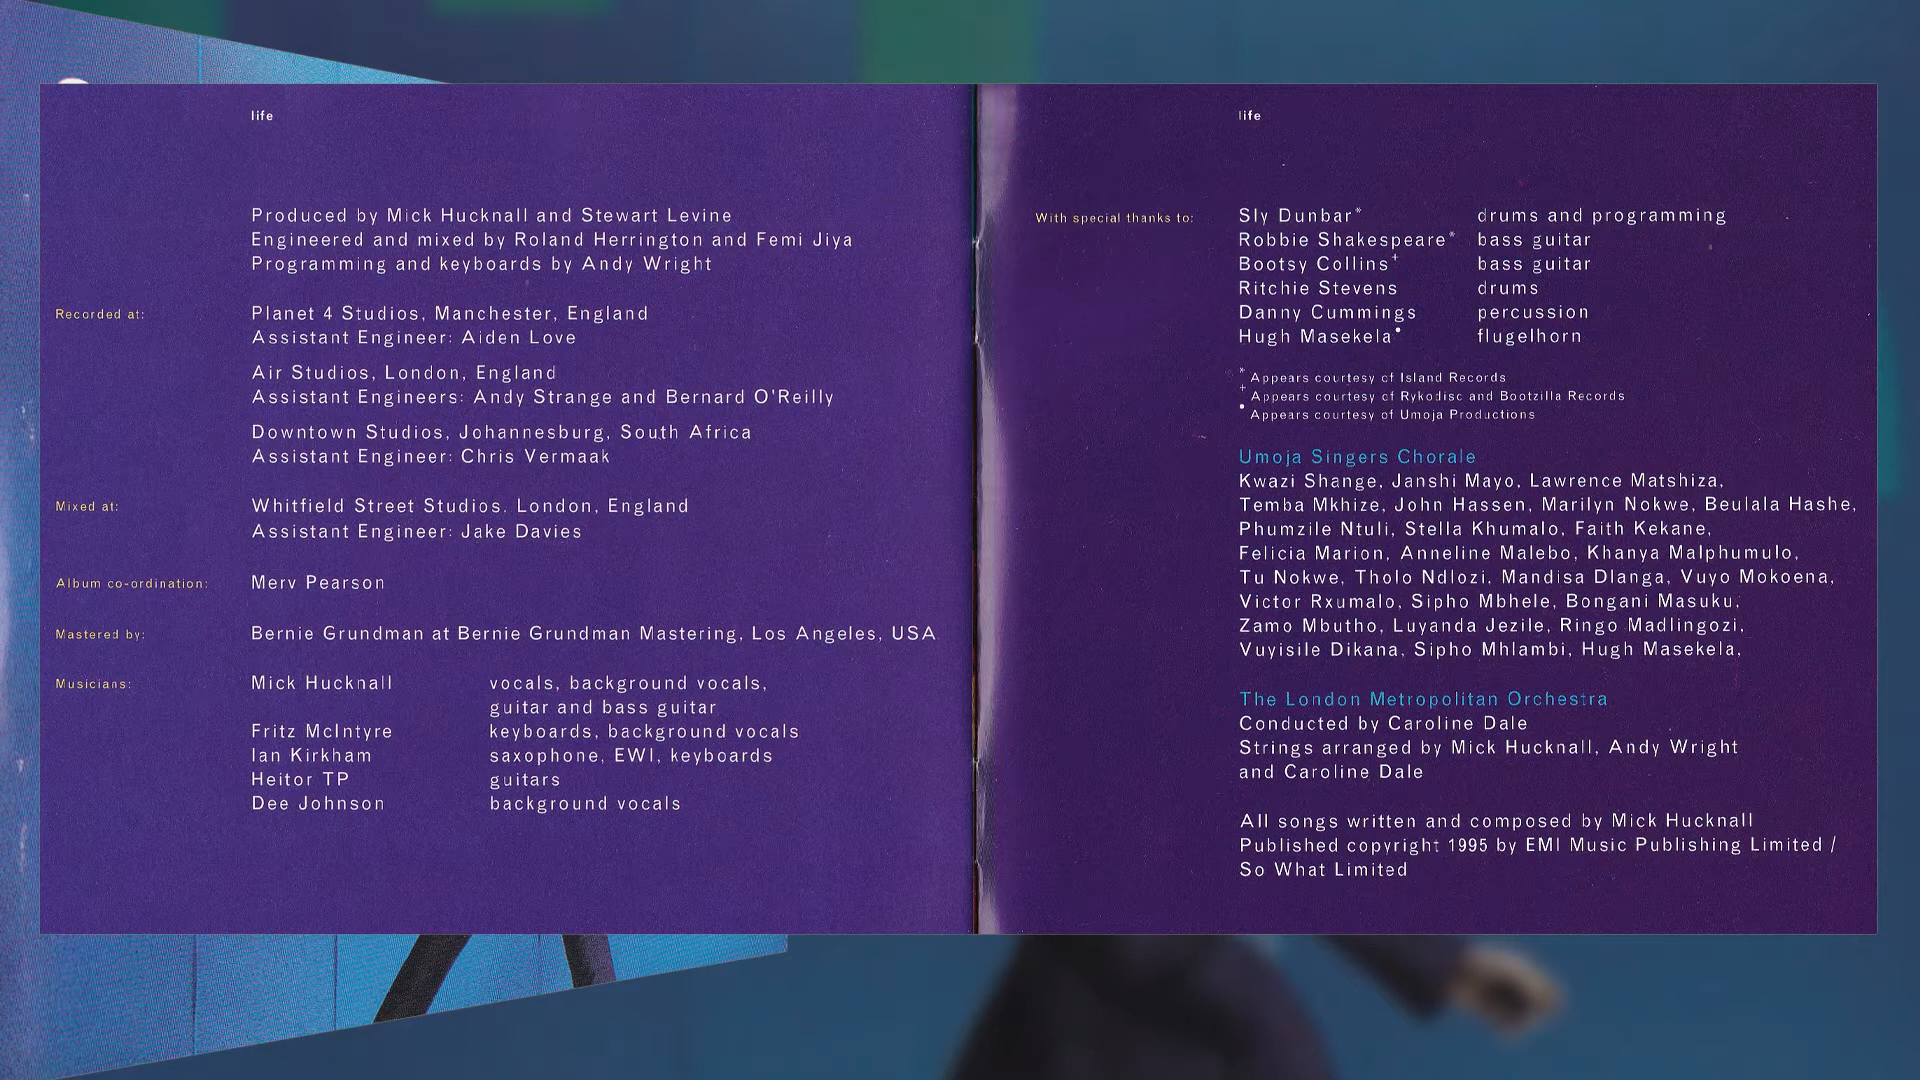 life
Produced by Mick Hucknall and Stewart Levine
Engineered and mixed by Roland Herrington and Femi Jiya
Programming and keyboards by Andy Wright
Recorded at: Planet 4 Studios, Manchester, England
Assistant Engineer: Aiden Love
Air Studios, London, England
Assistant Engineers: Andy Strange and Bernard O'Reilly
Downtown Studios, Johannesburg, South Africa
Assistant Engineer: Chris Vermaak
Mixed at: Whitfield Street Studios, London, England
Assistant Engineer: Jake Davies
Album co-ordination: Merv Pearson
Mastered by: Bernie Grundman at Bernie Grundman Mastering, Los Angeles, USA
Musicians: Mick Hucknall vocals, background vocals,
guitar and bass guitar
Fritz McIntyre keyboards, background vocals
Ian Kirkham saxophone, EWI, keyboards
Heitor TP guitars
Dee Johnson background vocals
life
With special thanks to: Sly Dunbar* drums and programming
Robbie Shakespeare* bass guitar
Bootsy Collins+ bass guitar
Ritchie Stevens drums
Danny Cummings percussion
Hugh Masekela• flugelhorn
* Appears courtesy of Island Records
+ Appears courtesy of Rykodisc and Bootzilla Records
• Appears courtesy of Umoja Productions
Umoja Singers Chorale
Kwazi Shange, Janshi Mayo, Lawrence Matshiza,
Temba Mkhize, John Hassen, Marilyn Nokwe, Beulala Hashe,
Phumzile Ntuli, Stella Khumalo, Faith Kekane,
Felicia Marion, Anneline Malebo, Khanya Malphumulo,
Tu Nokwe, Tholo Ndlozi, Mandisa Dlanga, Vuyo Mokoena,
Victor Rxumalo, Sipho Mbhele, Bongani Masuku,
Zamo Mbutho, Luyanda Jezile, Ringo Madlingozi,
Vuyisile Dikana, Sipho Mhlambi, Hugh Masekela,
The London Metropolitan Orchestra
Conducted by Caroline Dale
Strings arranged by Mick Hucknall, Andy Wright
and Caroline Dale
All songs written and composed by Mick Hucknall
Published copyright 1995 by EMI Music Publishing Limited /
So What Limited